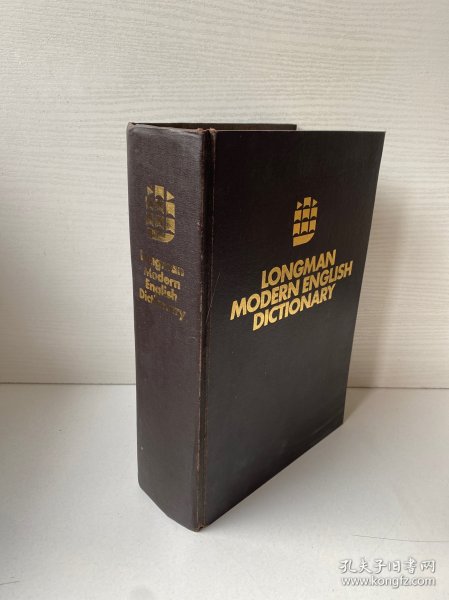 Longman
Modern
English
Dictionary
LONGMAN
MODERN ENGLISH
DICTIONARY
孔夫子旧书网
www.kongfz.com